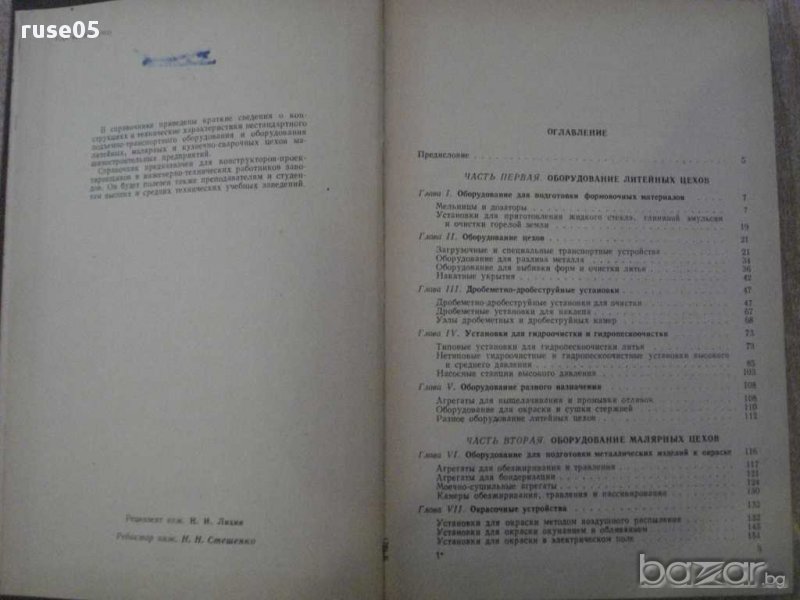 ruse05
В справочнике приведены краткие сведения о кон-
струкциях и технические характеристики нестандартного
подъемно-транспортного оборудования и оборудования
литейных, малярных и кузнечно-сварочных цехов ма-
шиностроительных предприятий.
Справочник предназначен для конструкторов-проек-
тировщиков и инженерно-технических работников заво-
дов. Он будет полезен также преподавателям и студен-
там высших и средних технических учебных заведений.
Рецензент инж. Н. И.
Редактор инж. Н. Н. Стешенко
ОГЛАВЛЕНИЕ
Предисловие 5
ЧАСТЬ ПЕРВАЯ. ОБОРУДОВАНИЕ ЛИТЕЙНЫХ ЦЕХОВ
Глава I. Оборудование для подготовки формовочных материалов 7
Мельницы и дозаторы 7
Установки для приготовления жидкого стекла, глиняной эмульсии
и очистки горелой земли 19
Глава II. Оборудование цехов 21
Загрузочные и специальные транспортные устройства 21
Оборудование для разлива металла 34
Оборудование для выбивки форм и очистки литья 36
Накатные укрытия 42
Глава III. Дробеметно-дробеструйные установки 47
Дробеметно-дробеструйные установки для очистки 47
Дробеметные установки для наклепа 67
Узлы дробеметных и дробеструйных камер 68
Глава IV. Установки для гидроочистки и гидропескоочистки 73
Типовые установки для гидропескоочистки литья 73
Нетиповые гидроочистные и гидропескоочистные установки высокого
и среднего давления 85
Насосные станции высокого давления 103
Глава V. Оборудование разного назначения 108
Агрегаты для выщелачивания и промывки отливок 108
Оборудование для окраски и сушки стержней 110
Разное оборудование литейных цехов 112
ЧАСТЬ ВТОРАЯ. ОБОРУДОВАНИЕ МАЛЯРНЫХ ЦЕХОВ
Глава VI. Оборудование для подготовки металлических изделий к окраске 116
Агрегаты для обезжиривания и травления 117
Агрегаты для бондеризации 121
Моечно-сушильные агрегаты 124
Камеры обезжиривания, травления и пассивирования 130
Глава VII. Окрасочные устройства 132
Установки для окраски методом воздушного распыления 132
Установки для окраски окунанием и обливанием 143
Установки для окраски в электрическом поле 154
1* 3
bazar.bg